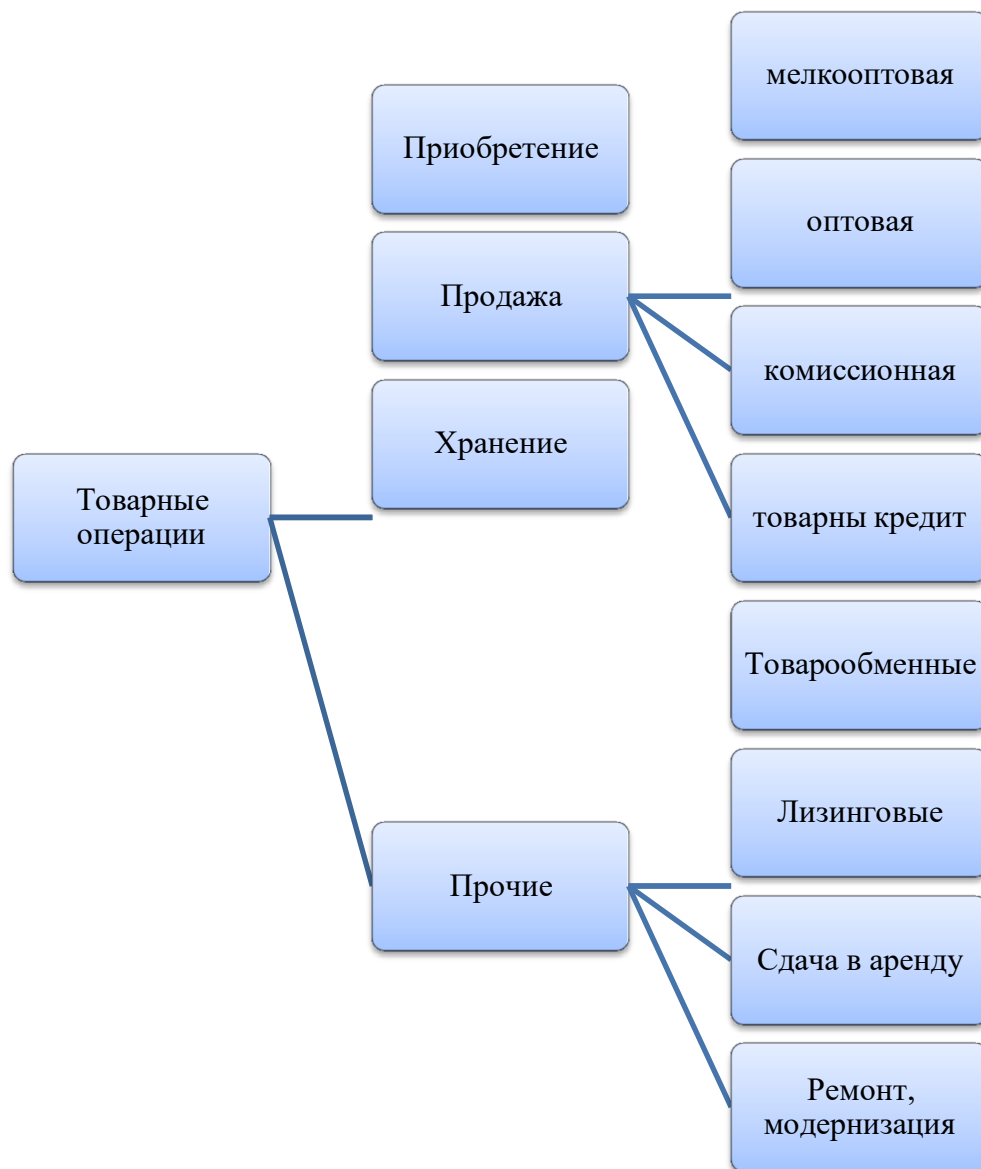 мелкооптовая
Приобретение
оптовая
Продажа
комиссионная
Хранение
Товарные
операции
товарны кредит
Товарообменные
Лизинговые
Прочие
Сдача в аренду
Ремонт,
модернизация